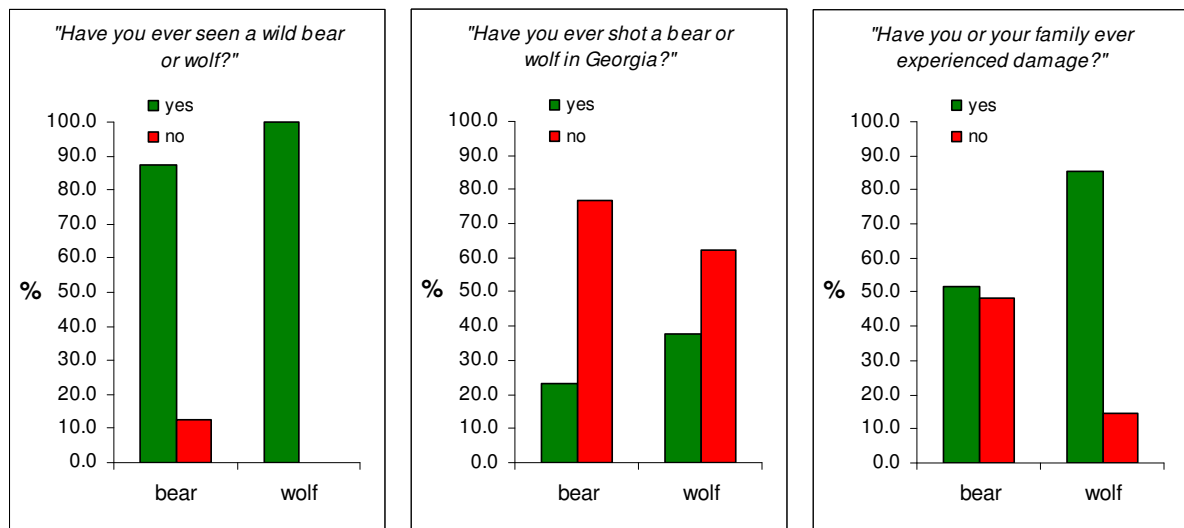 "Have you ever seen a wild bear
or wolf?"
yes
no
100.0
90.0
80.0
70.0
60.0
50.0
40.0
30.0
20.0
10.0
0.0
%
bear
wolf
"Have you ever shot a bear or
wolf in Georgia?"
yes
no
100.0
90.0
80.0
70.0
60.0
50.0
40.0
30.0
20.0
10.0
0.0
%
bear
wolf
"Have you or your family ever
experienced damage?"
yes
no
100.0
90.0
80.0
70.0
60.0
50.0
40.0
30.0
20.0
10.0
0.0
%
bear
wolf